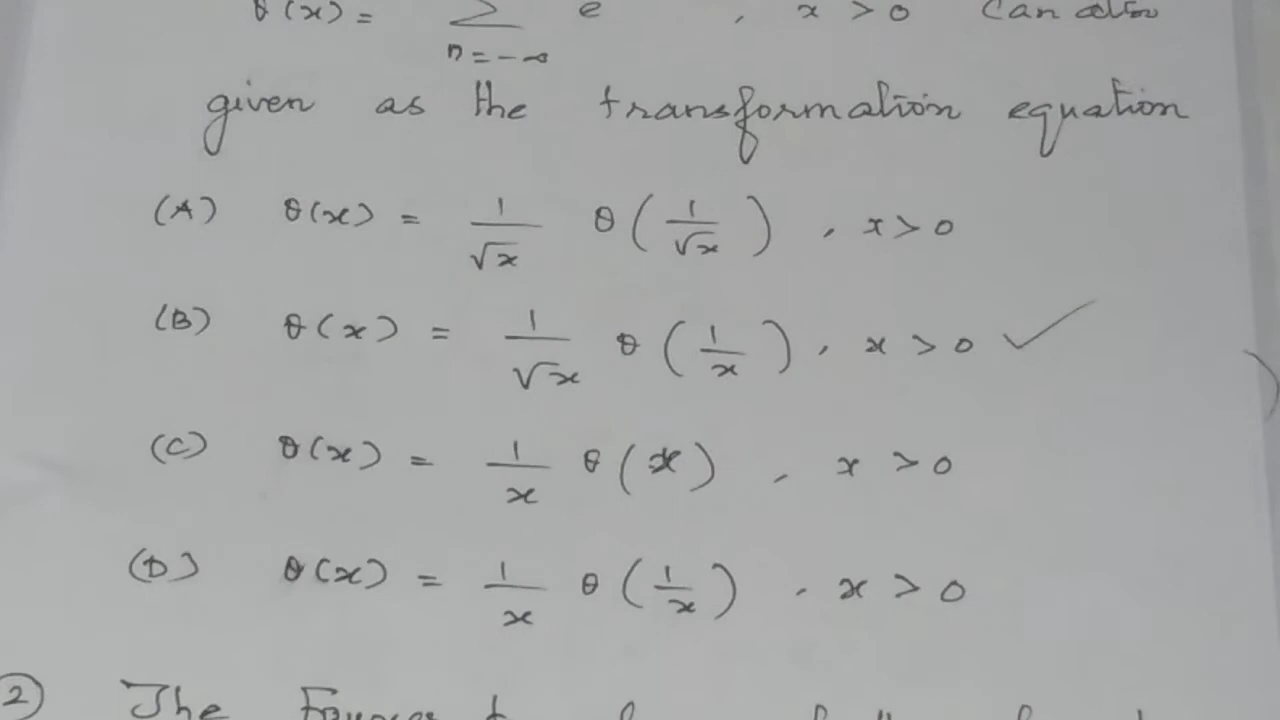 θ(x) = Σ e , x > 0 Can also
n = -∞
given as the transformation equation
(A) θ(x) = 1/√x θ(1/√x), x > 0
(B) θ(x) = 1/√x θ(1/x), x > 0 ✓
(C) θ(x) = 1/x θ(x), x > 0
(D) θ(x) = 1/x θ(1/x), x > 0
② The